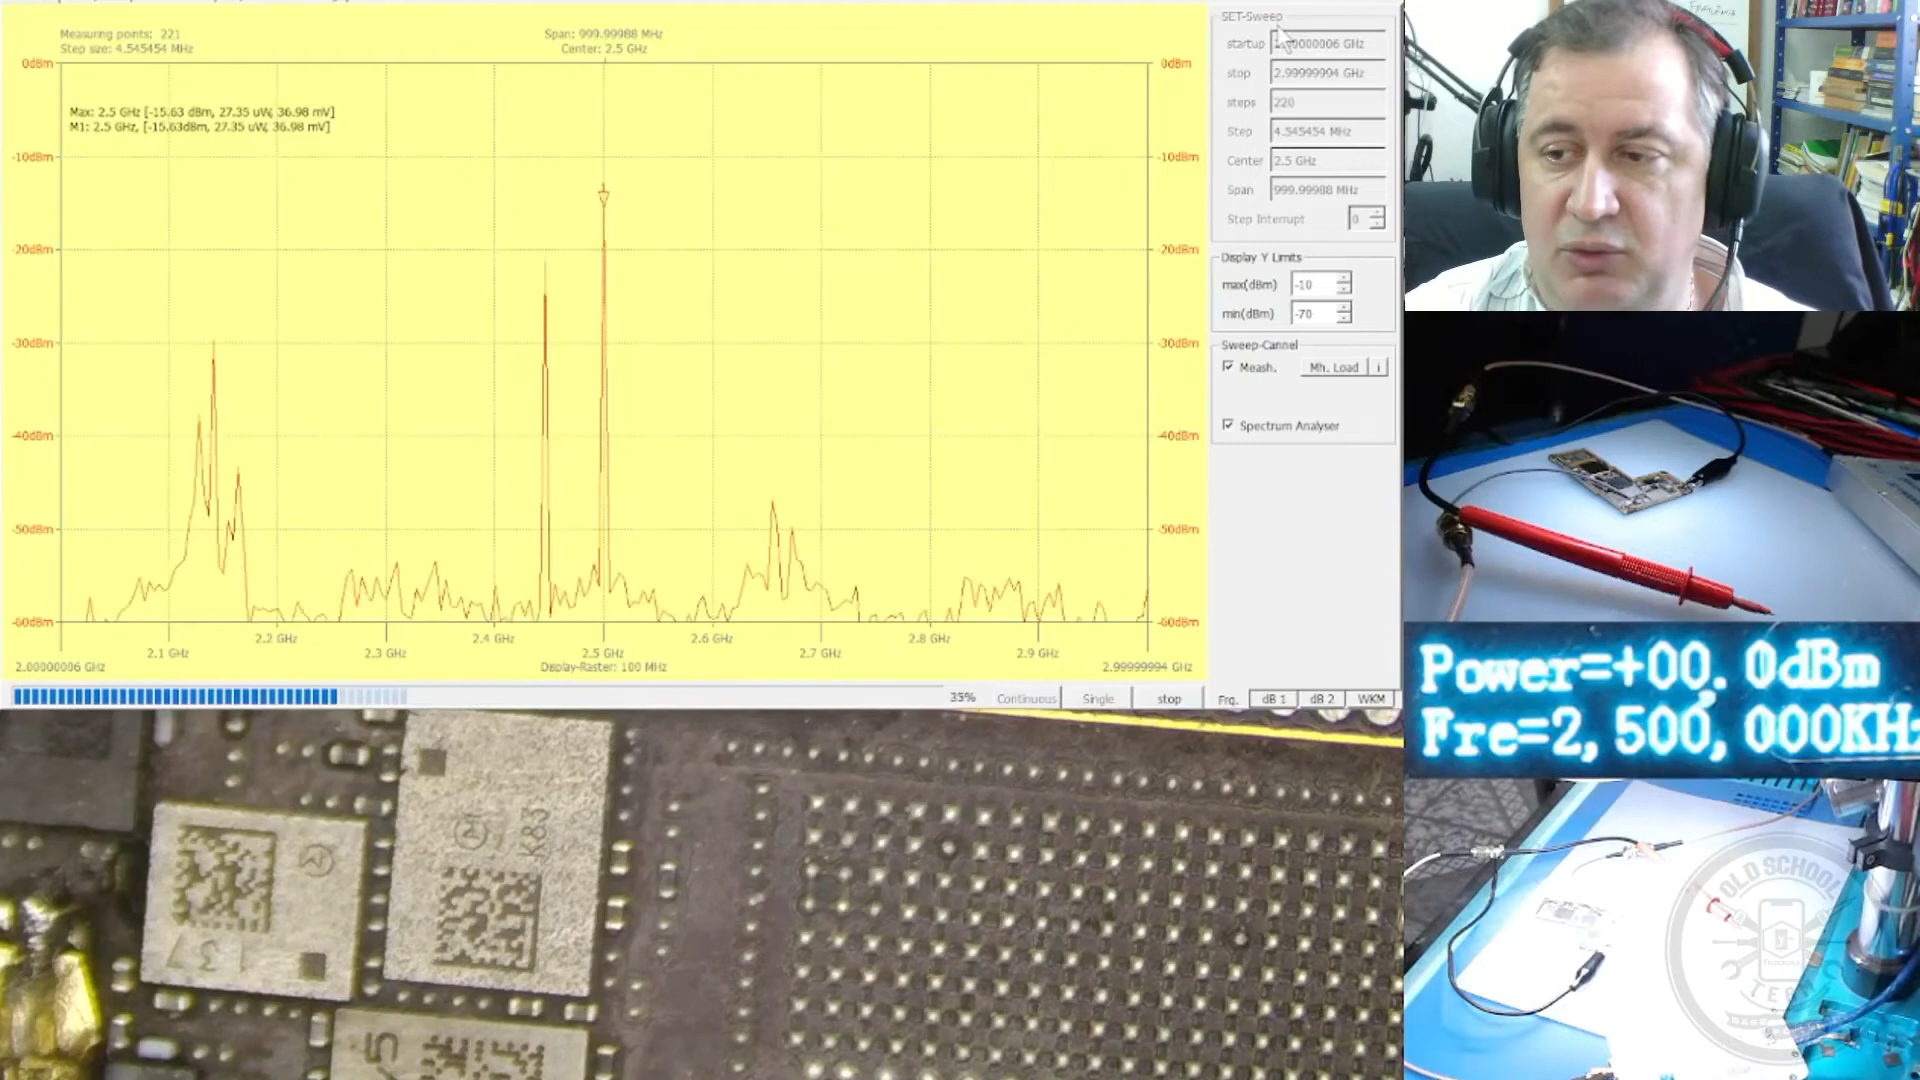 Measuring points: 221
Step size: 4.545454 MHz
Span: 999.99988 MHz
Center: 2.5 GHz
0dBm
0dBm
Max: 2.5 GHz [-15.63 dBm, 27.35 uW, 36.98 mV]
M1: 2.5 GHz, [-15.63dBm, 27.35 uW, 36.98 mV]
-10dBm
-10dBm
-20dBm
-20dBm
-30dBm
-30dBm
-40dBm
-40dBm
-50dBm
-50dBm
-60dBm
-60dBm
2.2 GHz
2.4 GHz
2.6 GHz
2.8 GHz
2.1 GHz
2.3 GHz
2.5 GHz
2.7 GHz
2.9 GHz
2.00000006 GHz
Display-Raster: 100 MHz
2.99999994 GHz
35%
Continuous
Single
stop
SET-Sweep
startup
0000006 GHz
stop 2.99999994 GHz
steps 220
Step 4.545454 MHz
Center 2.5 GHz
Span 999.99988 MHz
Step Interrupt 0
Display Y Limits
max(dBm) -10
min(dBm) -70
Sweep-Cannel
Meash. Mh. Load i
Spectrum Analyser
Frq. dB 1 dB 2 WKM
Power=+00.0dBm
Fre=2,500,000KHz
K83
137
OLD SCHOOL
TECH